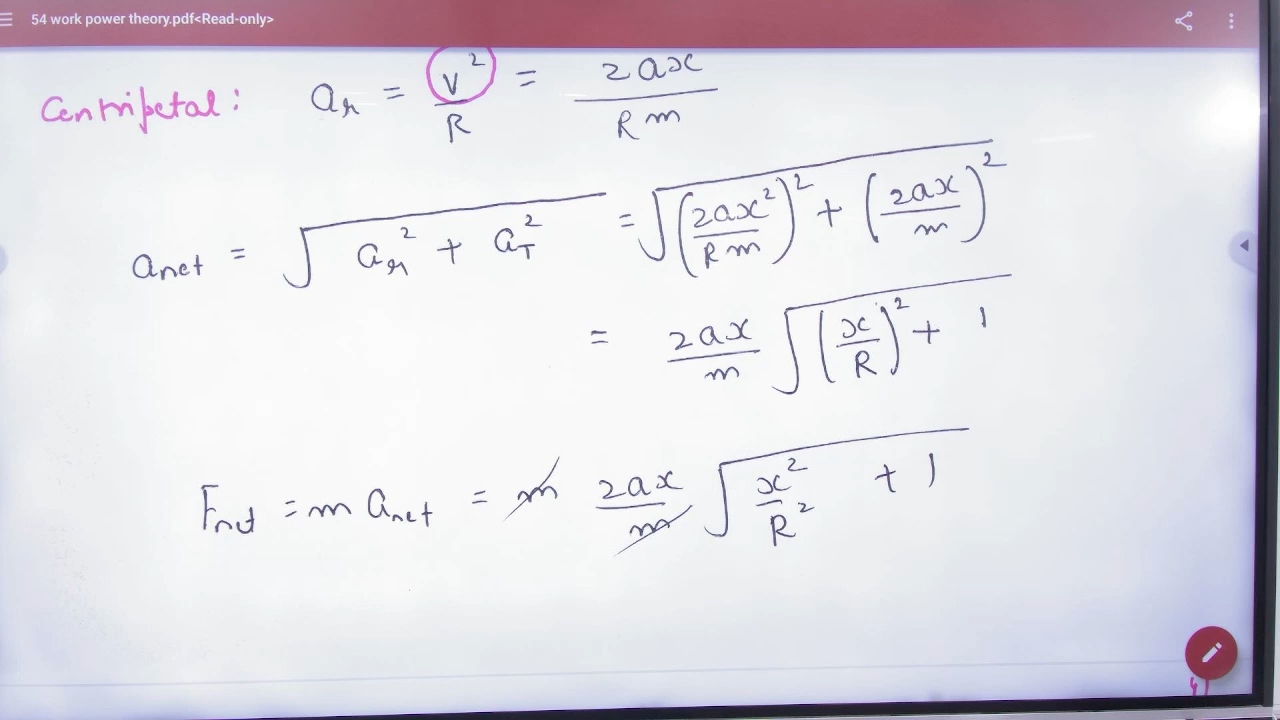 54 work power theory.pdf<Read-only>
Centripetal : a_r = v²/R = 2ax/Rm
a_net = √(a_r² + a_T²) = √((2ax²/Rm)² + (2ax/m)²)
= 2ax/m √((x/R)² + 1)
F_net = m a_net = m 2ax/m √(x²/R² + 1)